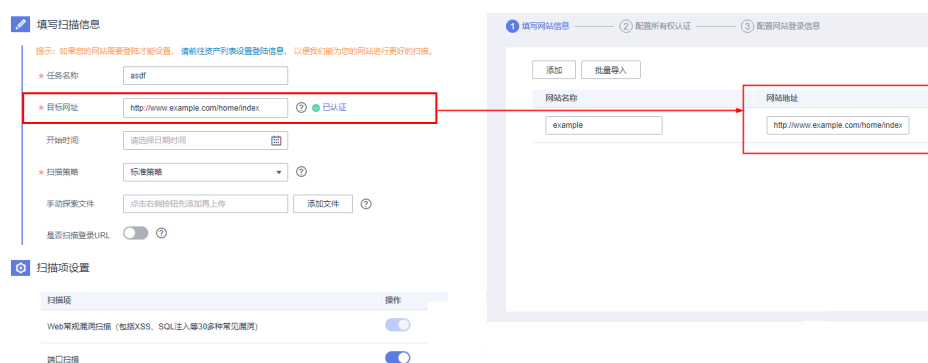 填写扫描信息
提示：如果您的网站需要登陆才能设置，请前往资产列表设置登陆信息，以便我们能为您的网站进行更好的扫描。
* 任务名称
asdf
* 目标网址
http://www.example.com/home/index
已认证
开始时间
请选择日期时间
* 扫描策略
标准策略
手动探索文件
点击右侧按钮先添加再上传
添加文件
是否扫描登录URL
扫描项设置
扫描项
操作
Web常规漏洞扫描（包括XSS、SQL注入等30多种常见漏洞）
端口扫描
1 填写网站信息
2 配置所有权认证
3 配置网站登录信息
添加
批量导入
网站名称
网站地址
example
http://www.example.com/home/index